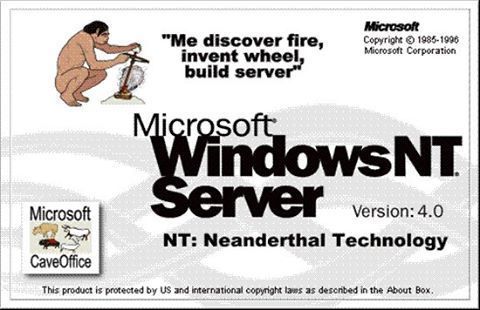 "Me discover fire,
invent wheel,
build server"
Microsoft
Copyright © 1985-1996
Microsoft Corporation
Microsoft®
Windows NT®
Server
Version: 4.0
NT: Neanderthal Technology
Microsoft
CaveOffice
This product is protected by US and international copyright laws as described in the About Box.